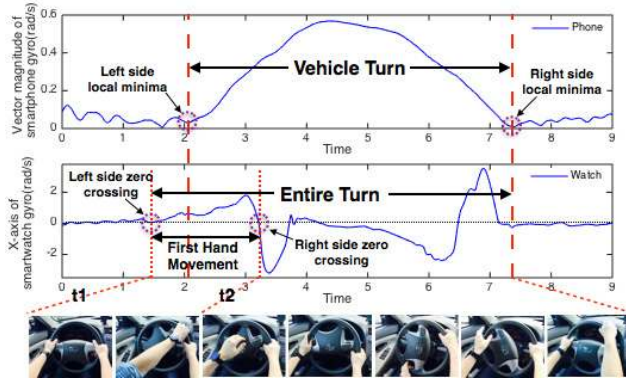 Vector magnitude of
smartphone gyro(rad/s)
0.6
0.4
0.2
0
Phone
Left side
local minima
Vehicle Turn
Right side
local minima
0 1 2 3 4 5 6 7 8 9
Time
X-axis of
smartwatch gyro(rad/s)
2
0
-2
Watch
Left side zero
crossing
Entire Turn
First Hand
Movement
Right side zero
crossing
0 1 2 3 4 5 6 7 8 9
t1
t2
Time